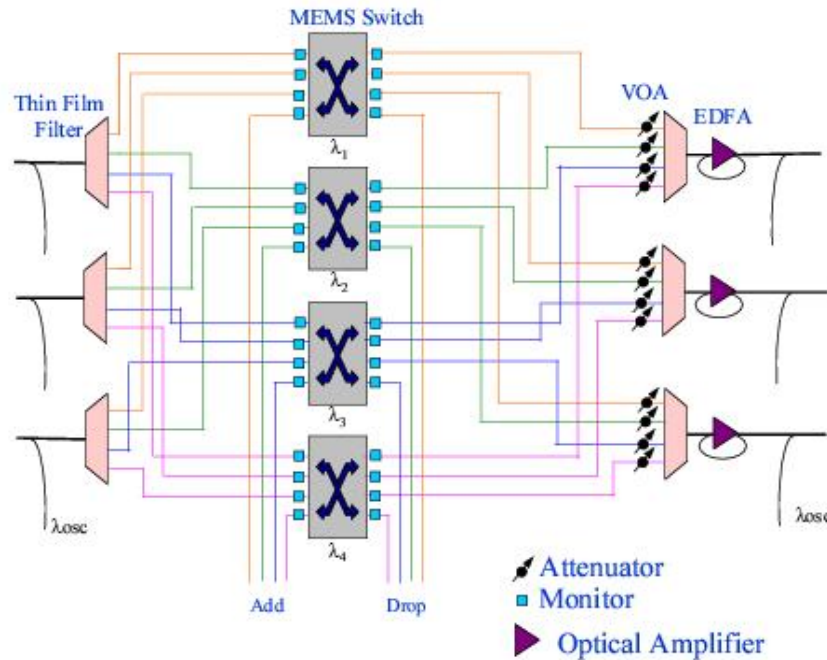 MEMS Switch
Thin Film
Filter
VOA
EDFA
λ1
λ2
λ3
λ4
λosc
λosc
Add
Drop
Attenuator
Monitor
Optical Amplifier